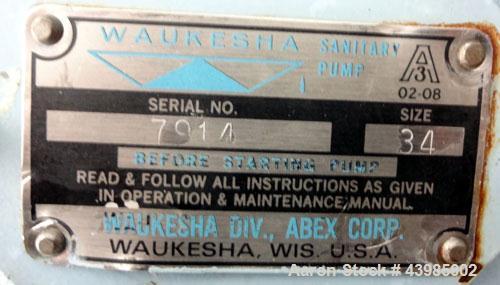 WAUKESHA SANITARY
PUMP
A
3
02-08
SERIAL NO. SIZE
7914 34
BEFORE STARTING PUMP
READ & FOLLOW ALL INSTRUCTIONS AS GIVEN
IN OPERATION & MAINTENANCE MANUAL.
WAUKESHA DIV., ABEX CORP.
WAUKESHA, WIS. U.S.A.
Aaron Stock # 43985002